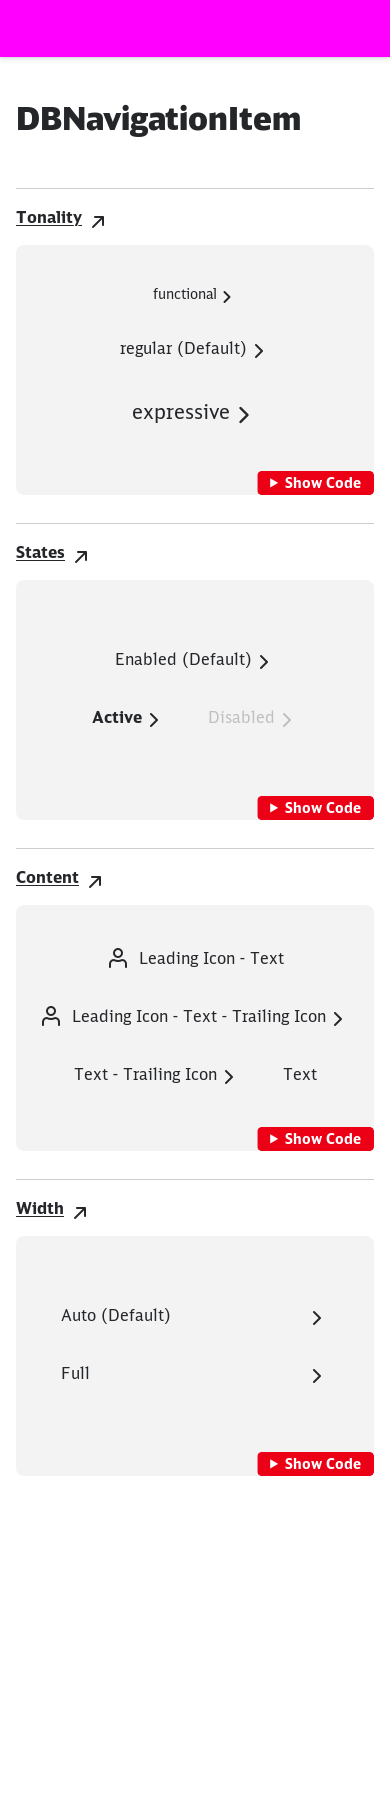 DBNavigationItem
Tonality
functional
regular (Default)
expressive
Show Code
States
Enabled (Default)
Active Disabled
Show Code
Content
Leading Icon - Text
Leading Icon - Text - Trailing Icon
Text - Trailing Icon Text
Show Code
Width
Auto (Default)
Full
Show Code